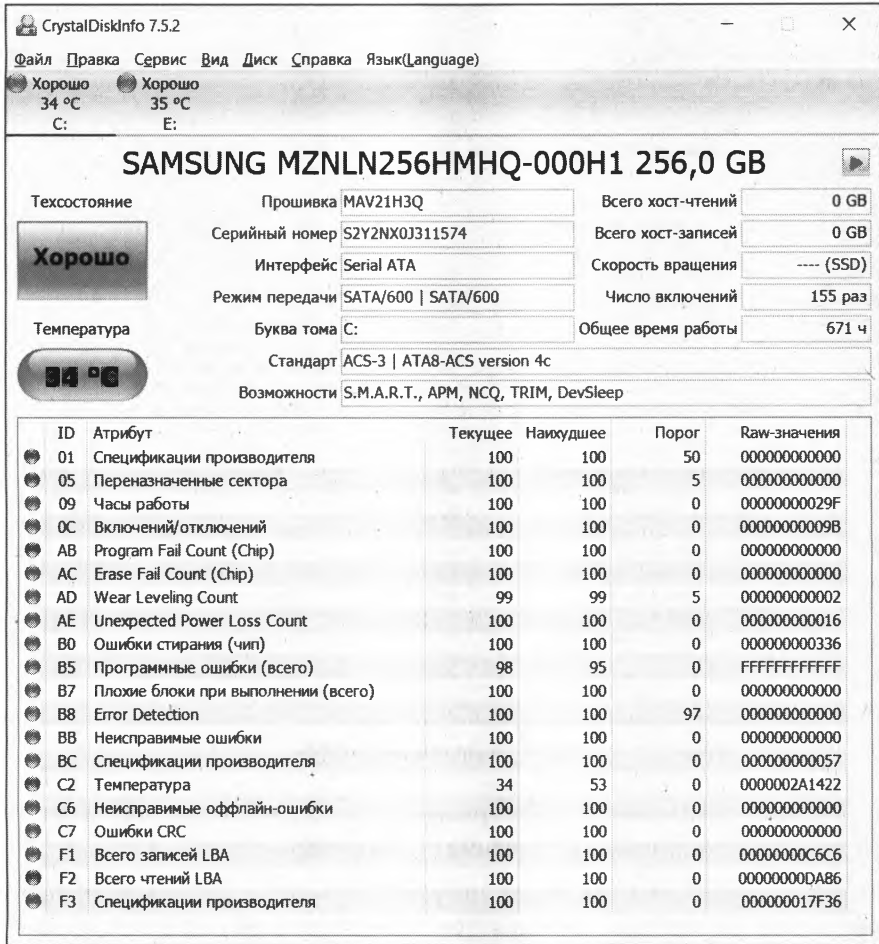 CrystalDiskInfo 7.5.2
Файл Правка Сервис Вид Диск Справка Язык(Language)
Хорошо Хорошо
34 °C 35 °C
C: E:
SAMSUNG MZNLN256HMHQ-000H1 256,0 GB
Техсостояние Прошивка MAV21H3Q Всего хост-чтений 0 GB
Хорошо Серийный номер S2Y2NX0J311574 Всего хост-записей 0 GB
Интерфейс Serial ATA Скорость вращения ---- (SSD)
Режим передачи SATA/600 | SATA/600 Число включений 155 раз
Температура Буква тома C: Общее время работы 671 ч
34 °C Стандарт ACS-3 | ATA8-ACS version 4c
Возможности S.M.A.R.T., APM, NCQ, TRIM, DevSleep
ID Атрибут Текущее Наихудшее Порог Raw-значения
01 Спецификации производителя 100 100 50 000000000000
05 Переназначенные сектора 100 100 5 000000000000
09 Часы работы 100 100 0 00000000029F
0C Включений/отключений 100 100 0 00000000009B
AB Program Fail Count (Chip) 100 100 0 000000000000
AC Erase Fail Count (Chip) 100 100 0 000000000000
AD Wear Leveling Count 99 99 5 000000000002
AE Unexpected Power Loss Count 100 100 0 000000000016
B0 Ошибки стирания (чип) 100 100 0 000000000336
B5 Программные ошибки (всего) 98 95 0 FFFFFFFFFFFF
B7 Плохие блоки при выполнении (всего) 100 100 0 000000000000
B8 Error Detection 100 100 97 000000000000
BB Неисправимые ошибки 100 100 0 000000000000
BC Спецификации производителя 100 100 0 000000000057
C2 Температура 34 53 0 0000002A1422
C6 Неисправимые оффлайн-ошибки 100 100 0 000000000000
C7 Ошибки CRC 100 100 0 000000000000
F1 Всего записей LBA 100 100 0 00000000C6C6
F2 Всего чтений LBA 100 100 0 00000000DA86
F3 Спецификации производителя 100 100 0 000000017F36